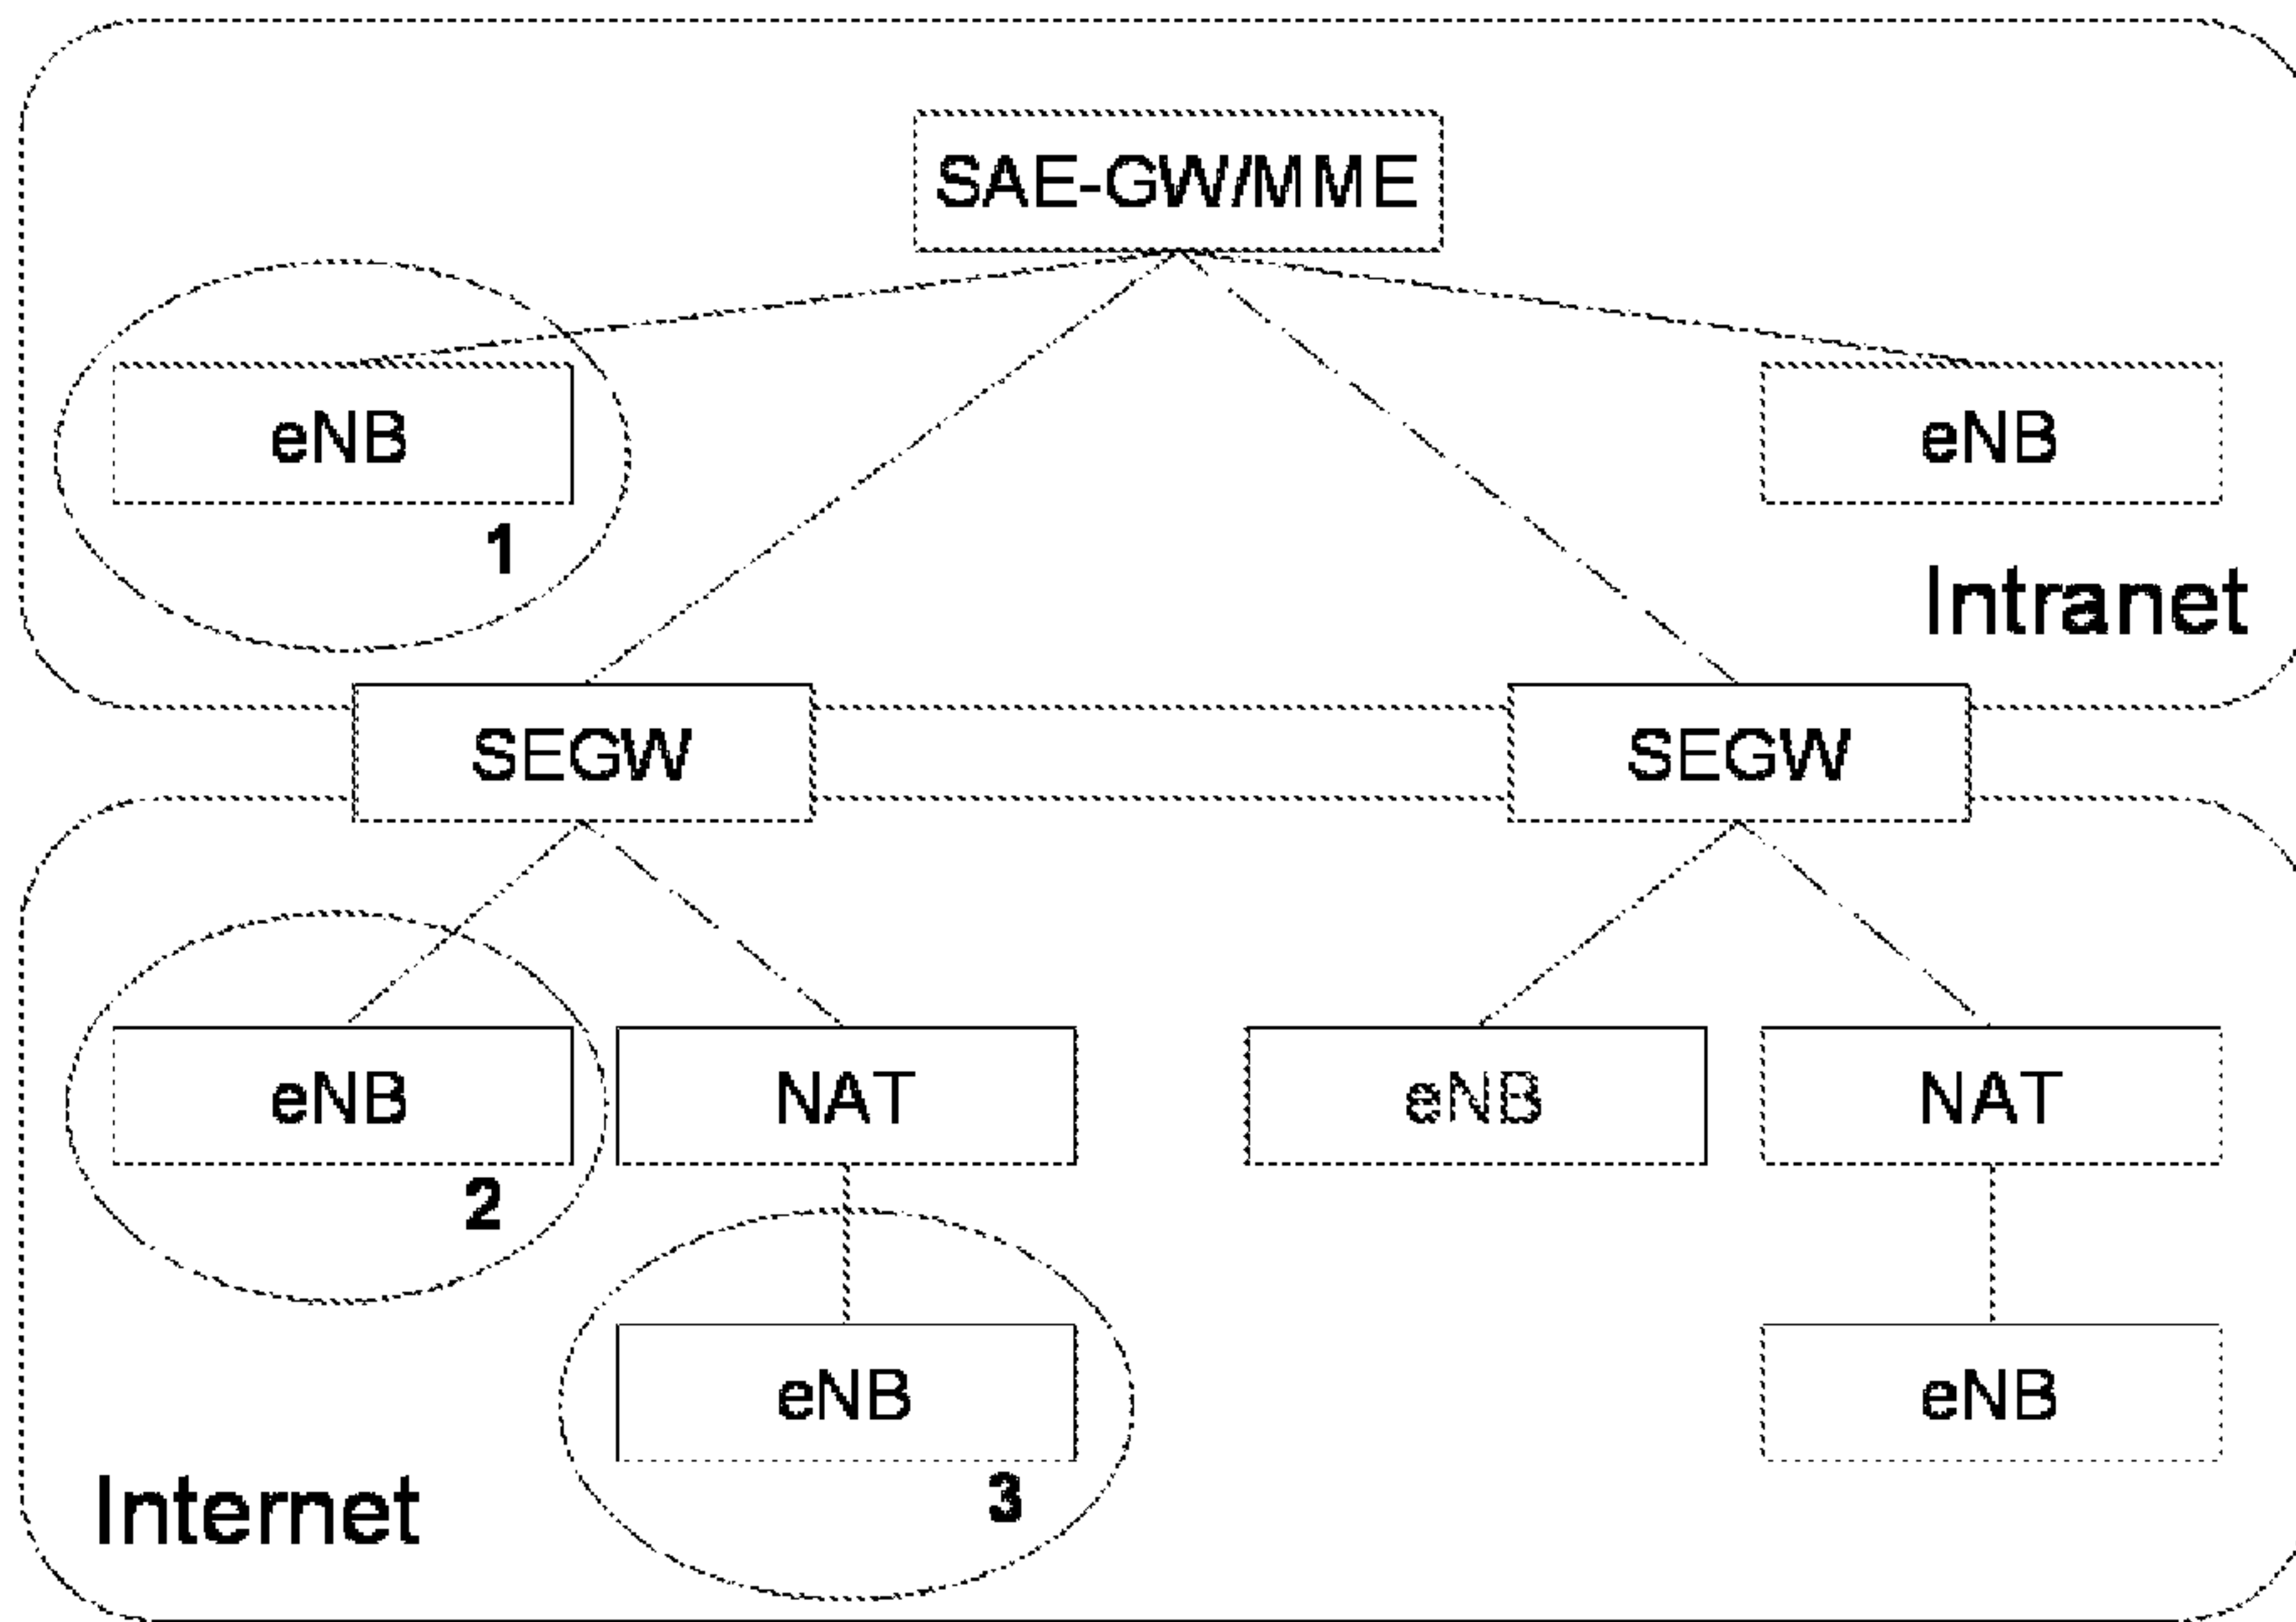 SAE-GW/MME
eNB
eNB
1
Intranet
SEGW
SEGW
eNB
NAT
eNB
NAT
2
eNB
eNB
3
Internet